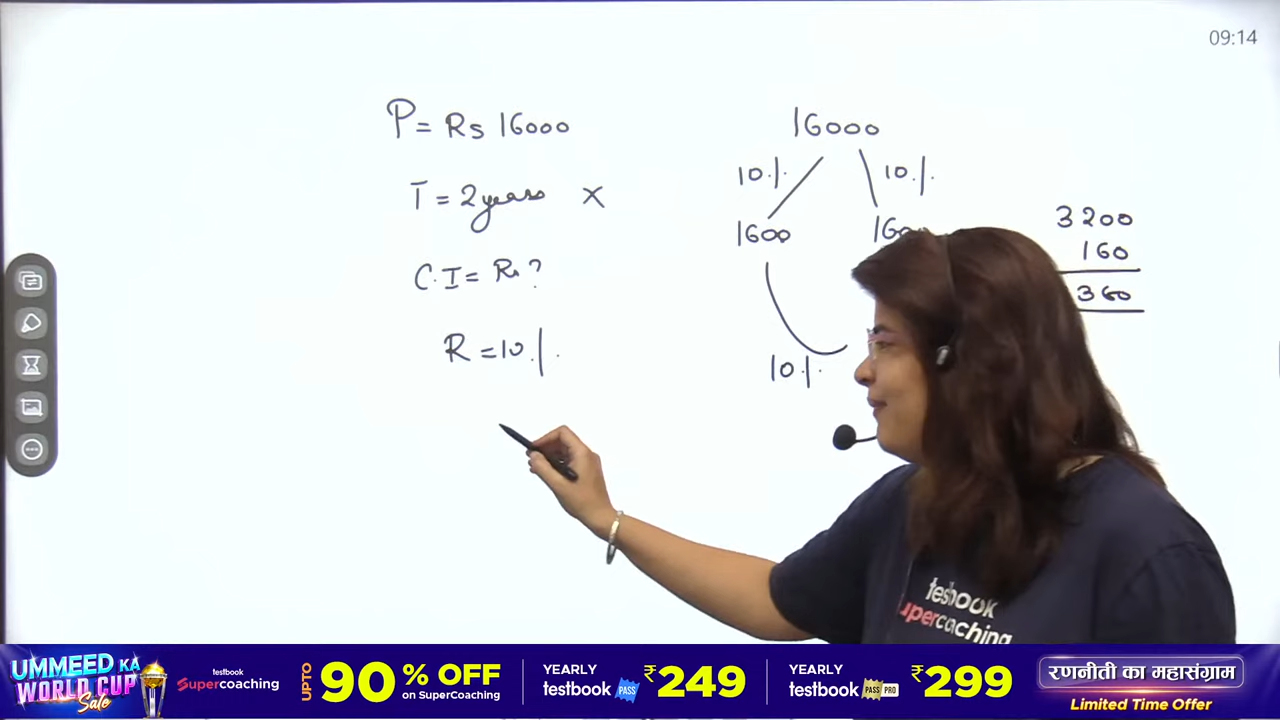 09:14
P = Rs 16000
T = 2 years X
C.I = Rs ?
R = 10%
16000
10% 10%
1600
10%
3200
160
360
testbook
supercoaching
UMMEED KA
WORLD CUP
Sale
testbook
Supercoaching
UPTO 90% OFF
on SuperCoaching
YEARLY
testbook PASS
₹249
YEARLY
testbook PASS PRO
₹299
रणनीती का महासंग्राम
Limited Time Offer